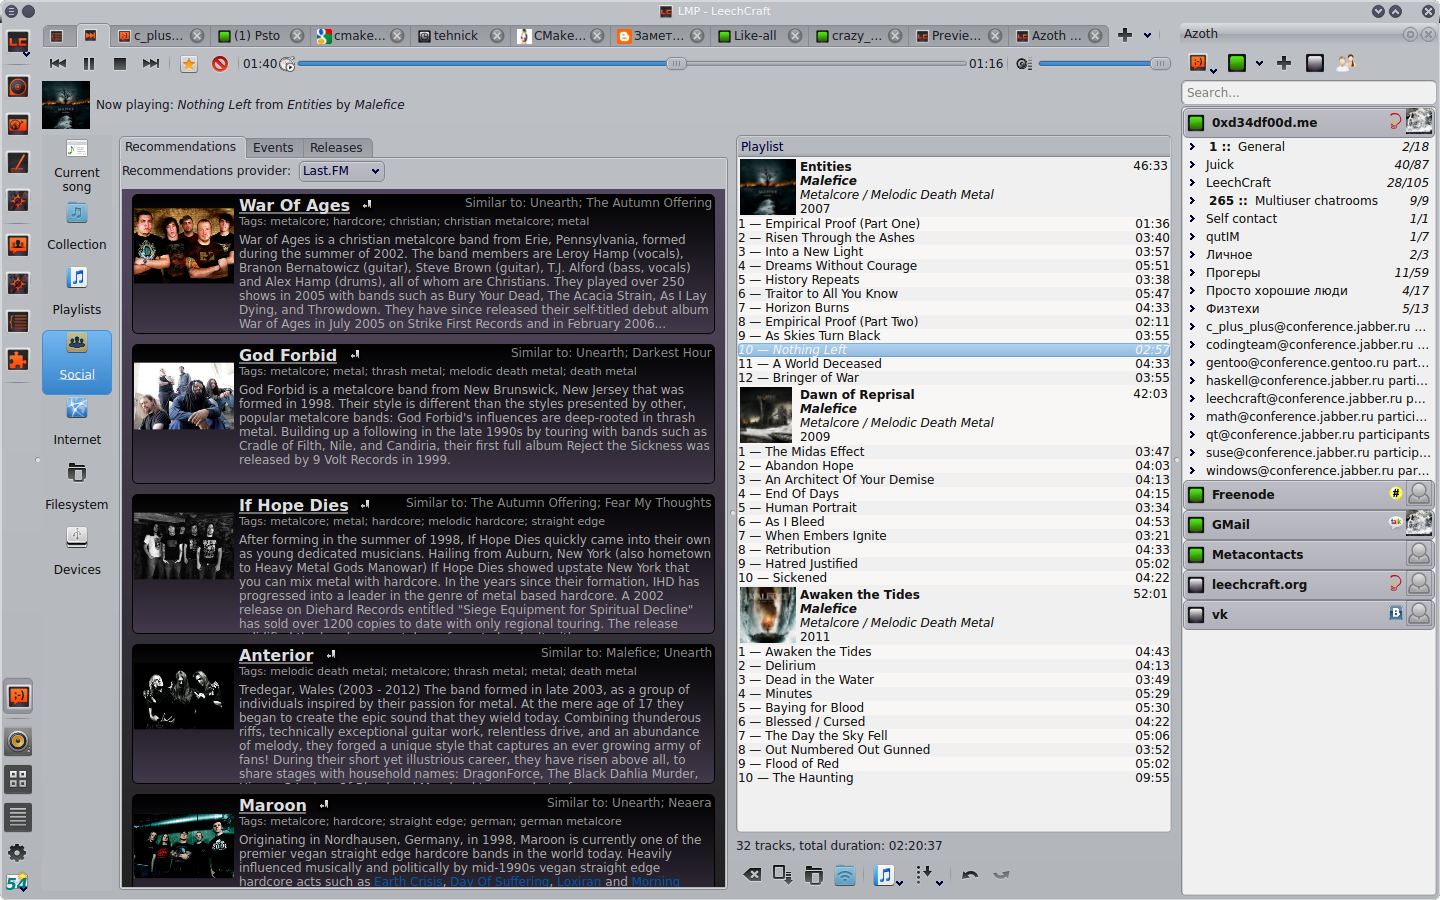 LMP - LeechCraft
c_plus...
(1) Psto
cmake...
tehnick
CMake...
Замет...
Like-all
crazy_...
Previe...
Azoth ...
01:40
01:16
Now playing: Nothing Left from Entities by Malefice
Current song
Collection
Playlists
Social
Internet
Filesystem
Devices
54
Recommendations
Events
Releases
Recommendations provider: Last.FM
War Of Ages
Similar to: Unearth; The Autumn Offering
Tags: metalcore; hardcore; christian; christian metalcore; metal
War of Ages is a christian metalcore band from Erie, Pennsylvania, formed
during the summer of 2002. The band members are Leroy Hamp (vocals),
Branon Bernatowicz (guitar), Steve Brown (guitar), T.J. Alford (bass, vocals)
and Alex Hamp (drums), all of whom are Christians. They played over 250
shows in 2005 with bands such as Bury Your Dead, The Acacia Strain, As I Lay
Dying, and Throwdown. They have since released their self-titled debut album
War of Ages in July 2005 on Strike First Records and in February 2006...
God Forbid
Similar to: Unearth; Darkest Hour
Tags: metalcore; metal; thrash metal; melodic death metal; death metal
God Forbid is a metalcore band from New Brunswick, New Jersey that was
formed in 1998. Their style is different than the styles presented by other,
popular metalcore bands: God Forbid's influences are deep-rooted in thrash
metal. Building up a following in the late 1990s by touring with bands such as
Cradle of Filth, Nile, and Candiria, their first full album Reject the Sickness was
released by 9 Volt Records in 1999.
If Hope Dies
Similar to: The Autumn Offering; Fear My Thoughts
Tags: metalcore; metal; hardcore; melodic hardcore; straight edge
After forming in the summer of 1998, If Hope Dies quickly came into their own
as young dedicated musicians. Hailing from Auburn, New York (also hometown
to Heavy Metal Gods Manowar) If Hope Dies showed upstate New York that
you can mix metal with hardcore. In the years since their formation, IHD has
progressed into a leader in the genre of metal based hardcore. A 2002
release on Diehard Records entitled "Siege Equipment for Spiritual Decline"
has sold over 1200 copies to date with only regional touring. The release
Anterior
Similar to: Malefice; Unearth
Tags: melodic death metal; metalcore; thrash metal; metal; death metal
Tredegar, Wales (2003 - 2012) The band formed in late 2003, as a group of
individuals inspired by their passion for metal. At the mere age of 17 they
began to create the epic sound that they wield today. Combining thunderous
riffs, technically exceptional guitar work, relentless drive, and an abundance
of melody, they forged a unique style that captures an ever growing army of
fans! During their short yet illustrious career, they have risen above all, to
share stages with household names: DragonForce, The Black Dahlia Murder,
Maroon
Similar to: Unearth; Neaera
Tags: metalcore; hardcore; straight edge; german; german metalcore
Originating in Nordhausen, Germany, in 1998, Maroon is currently one of the
premier vegan straight edge hardcore bands in the world today. Heavily
influenced musically and politically by mid-1990s vegan straight edge
hardcore acts such as Earth Crisis, Day Of Suffering, Loxiran and Morning
Playlist
Entities 46:33
Malefice
Metalcore / Melodic Death Metal
2007
1 — Empirical Proof (Part One) 01:36
2 — Risen Through the Ashes 03:40
3 — Into a New Light 03:57
4 — Dreams Without Courage 05:51
5 — History Repeats 03:38
6 — Traitor to All You Know 05:47
7 — Horizon Burns 04:33
8 — Empirical Proof (Part Two) 02:11
9 — As Skies Turn Black 03:55
10 — Nothing Left 02:57
11 — A World Deceased 04:33
12 — Bringer of War 03:55
Dawn of Reprisal 42:03
Malefice
Metalcore / Melodic Death Metal
2009
1 — The Midas Effect 03:47
2 — Abandon Hope 04:03
3 — An Architect Of Your Demise 04:13
4 — End Of Days 04:15
5 — Human Portrait 03:34
6 — As I Bleed 04:53
7 — When Embers Ignite 03:21
8 — Retribution 04:33
9 — Hatred Justified 05:02
10 — Sickened 04:22
Awaken the Tides 52:01
Malefice
Metalcore / Melodic Death Metal
2011
1 — Awaken the Tides 04:43
2 — Delirium 04:13
3 — Dead in the Water 03:49
4 — Minutes 05:29
5 — Baying for Blood 05:30
6 — Blessed / Cursed 04:22
7 — The Day the Sky Fell 05:06
8 — Out Numbered Out Gunned 03:52
9 — Flood of Red 05:02
10 — The Haunting 09:55
32 tracks, total duration: 02:20:37
Azoth
Search...
0xd34df00d.me
1 :: General 2/18
Juick 40/87
LeechCraft 28/105
265 :: Multiuser chatrooms 9/9
Self contact 1/1
qutIM 1/7
Личное 2/3
Прогеры 11/59
Просто хорошие люди 4/17
Физтехи 5/13
c_plus_plus@conference.jabber.ru ...
codingteam@conference.jabber.ru ...
gentoo@conference.gentoo.ru part...
haskell@conference.jabber.ru parti...
leechcraft@conference.jabber.ru p...
math@conference.jabber.ru partici...
qt@conference.jabber.ru participants
suse@conference.jabber.ru particip...
windows@conference.jabber.ru par...
Freenode
GMail
Metacontacts
leechcraft.org
vk